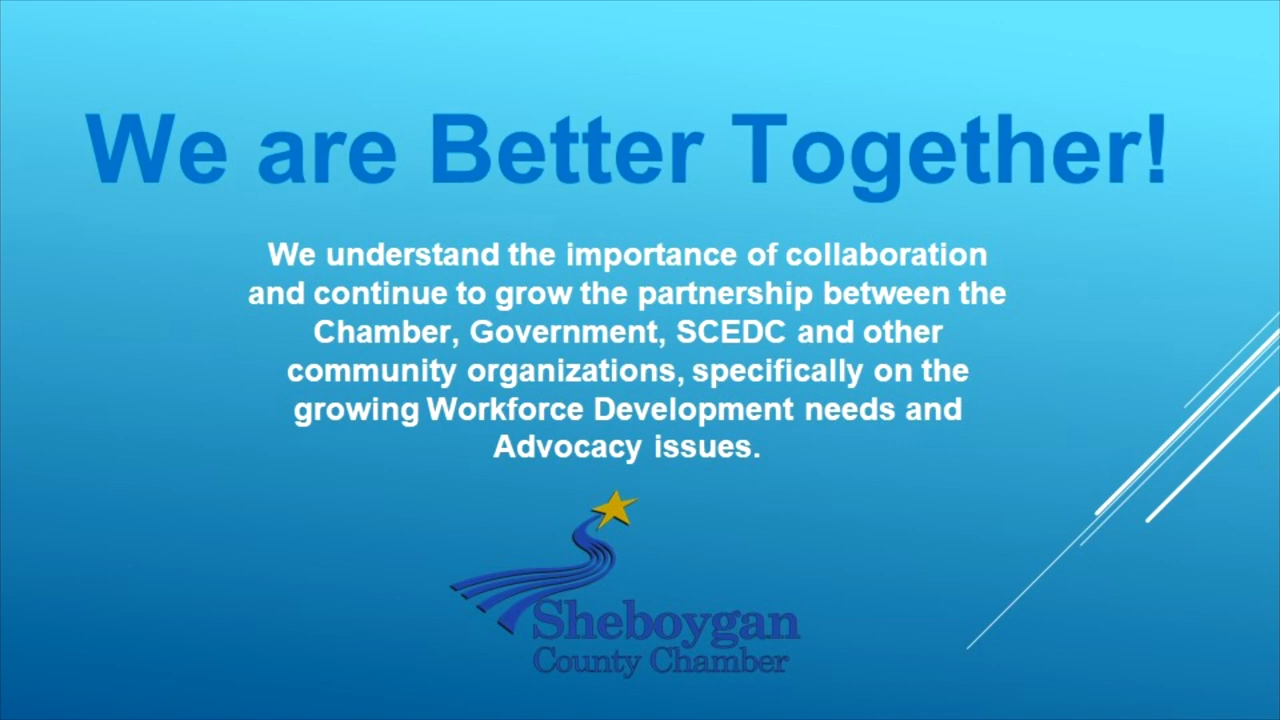 We are Better Together!
We understand the importance of collaboration
and continue to grow the partnership between the
Chamber, Government, SCEDC and other
community organizations, specifically on the
growing Workforce Development needs and
Advocacy issues.
Sheboygan
County Chamber